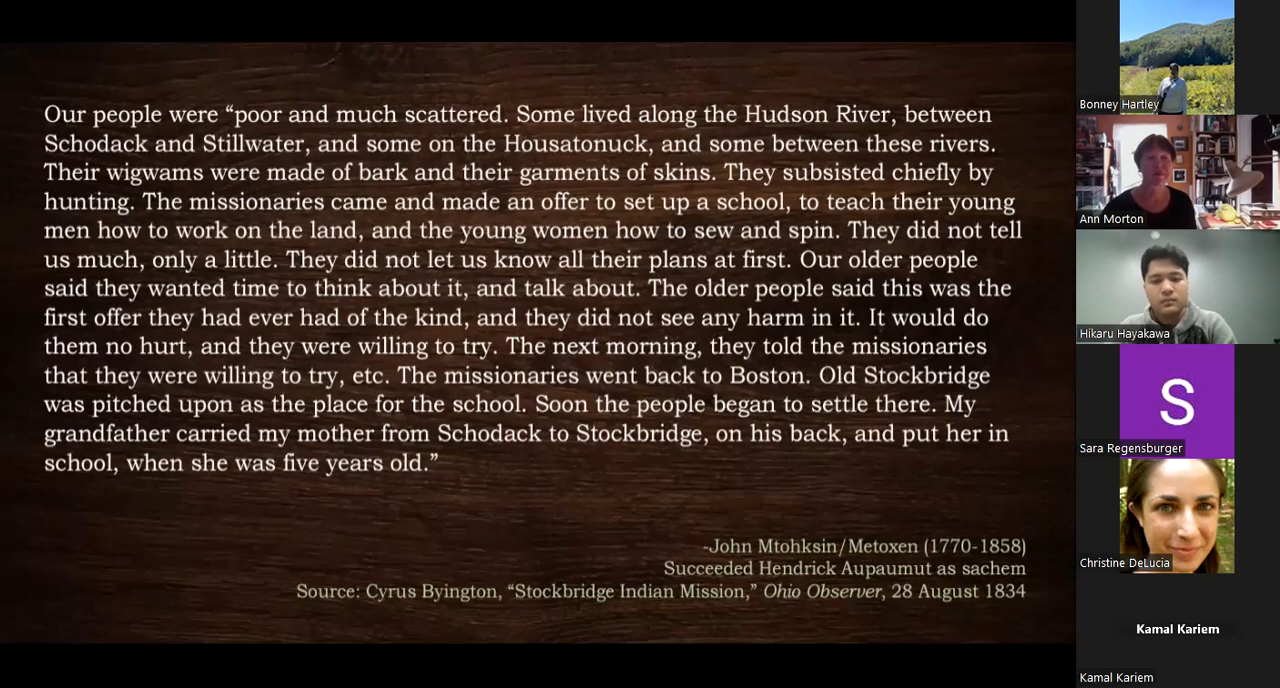 Our people were “poor and much scattered. Some lived along the Hudson River, between
Schodack and Stillwater, and some on the Housatonuck, and some between these rivers.
Their wigwams were made of bark and their garments of skins. They subsisted chiefly by
hunting. The missionaries came and made an offer to set up a school, to teach their young
men how to work on the land, and the young women how to sew and spin. They did not tell
us much, only a little. They did not let us know all their plans at first. Our older people
said they wanted time to think about it, and talk about. The older people said this was the
first offer they had ever had of the kind, and they did not see any harm in it. It would do
them no hurt, and they were willing to try. The next morning, they told the missionaries
that they were willing to try, etc. The missionaries went back to Boston. Old Stockbridge
was pitched upon as the place for the school. Soon the people began to settle there. My
grandfather carried my mother from Schodack to Stockbridge, on his back, and put her in
school, when she was five years old.”
-John Mtohksin/Metoxen (1770-1858)
Succeeded Hendrick Aupaumut as sachem
Source: Cyrus Byington, “Stockbridge Indian Mission,” Ohio Observer, 28 August 1834
Bonney Hartley
Ann Morton
Hikaru Hayakawa
S
Sara Regensburger
Christine DeLucia
Kamal Kariem
Kamal Kariem